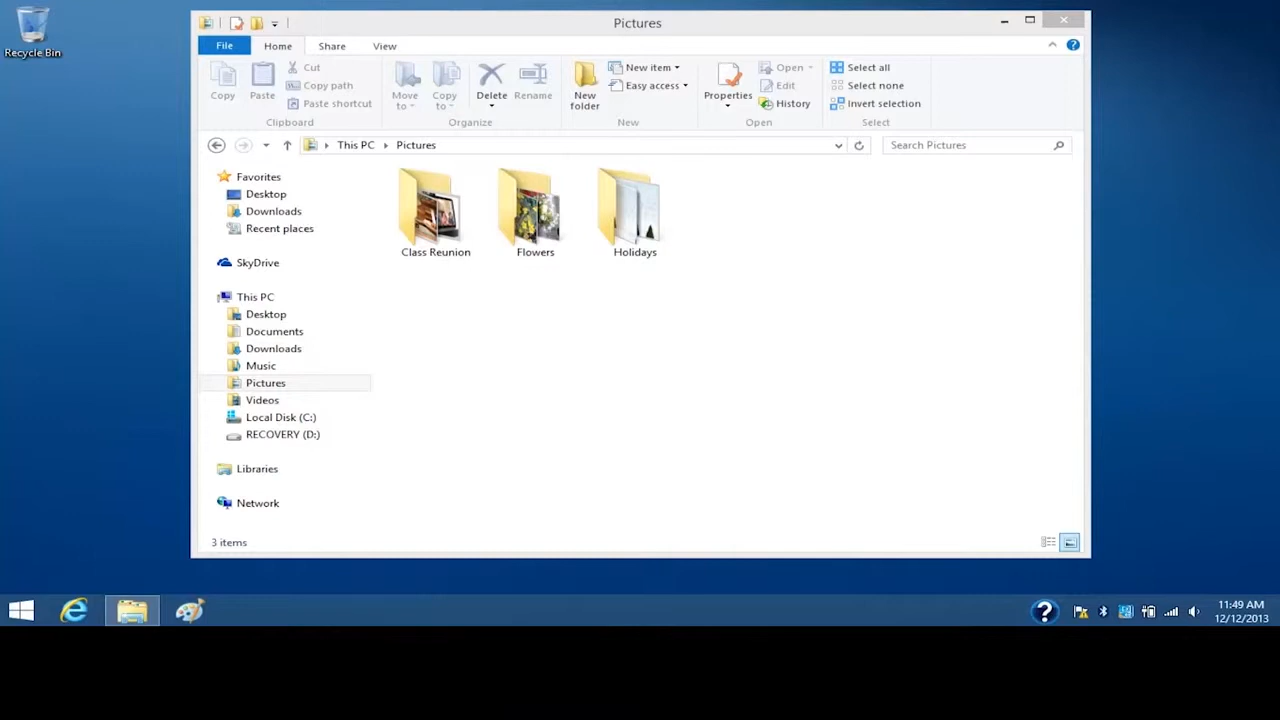 Recycle Bin
Pictures
File Home Share View
Copy
Paste
Cut
Copy path
Paste shortcut
Clipboard
Move to
Copy to
Delete
Rename
Organize
New folder
New item
Easy access
New
Properties
Open
Edit
History
Open
Select all
Select none
Invert selection
Select
This PC Pictures
Search Pictures
Favorites
Desktop
Downloads
Recent places
SkyDrive
This PC
Desktop
Documents
Downloads
Music
Pictures
Videos
Local Disk (C:)
RECOVERY (D:)
Libraries
Network
Class Reunion
Flowers
Holidays
3 items
11:49 AM
12/12/2013